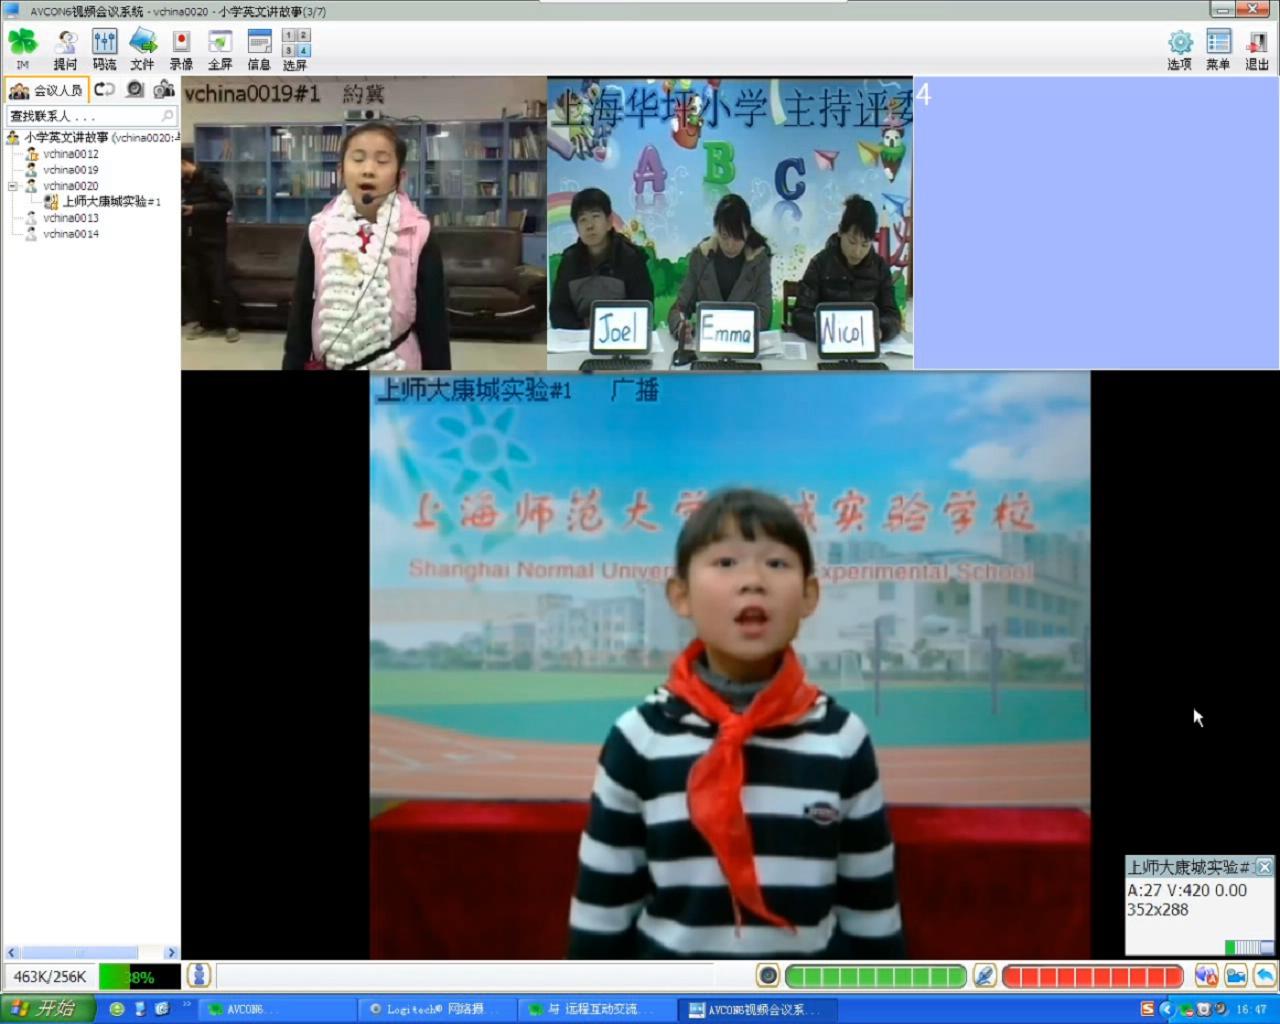 AVCON6视频会议系统 - vchina0020 - 小学英文讲故事(3/7)
IM 提问 码流 文件 录像 全屏 信息 选屏 选项 菜单 退出
1 2
3 4
会议人员
查找联系人 . . .
小学英文讲故事 (vchina0020:
vchina0012
vchina0019
vchina0020
上师大康城实验#1
vchina0013
vchina0014
vchina0019#1
上海华坪小学 主持评委
A B C
Joel Emma Nicol
4
上师大康城实验#1 广播
上海师范大学 城实验学校
Shanghai Normal Univer Experimental School
上师大康城实验#
A:27 V:420 0.00
352x288
463K/256K 38%
开始 AVCON6... Logitech® 网络摄... 与 远程互动交流... AVCON6视频会议系... 16:47